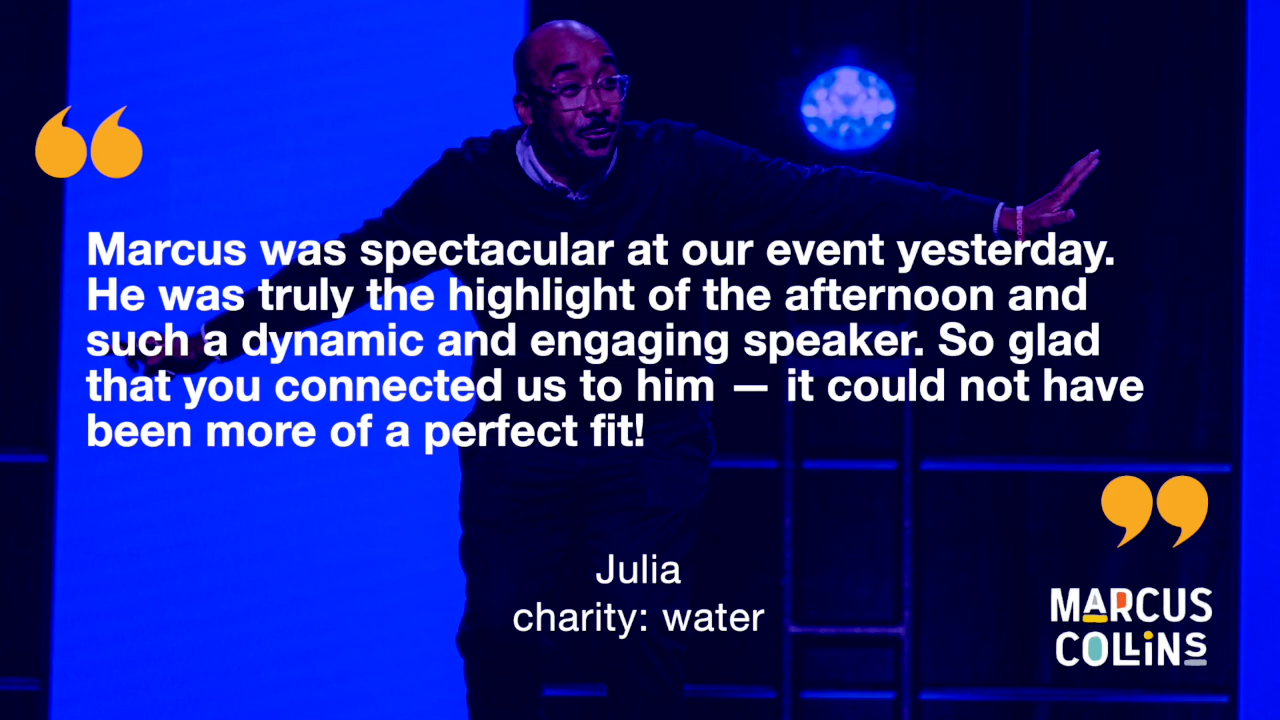 Marcus was spectacular at our event yesterday.
He was truly the highlight of the afternoon and
such a dynamic and engaging speaker. So glad
that you connected us to him — it could not have
been more of a perfect fit!
Julia
charity: water
MARCUS
COLLiNS